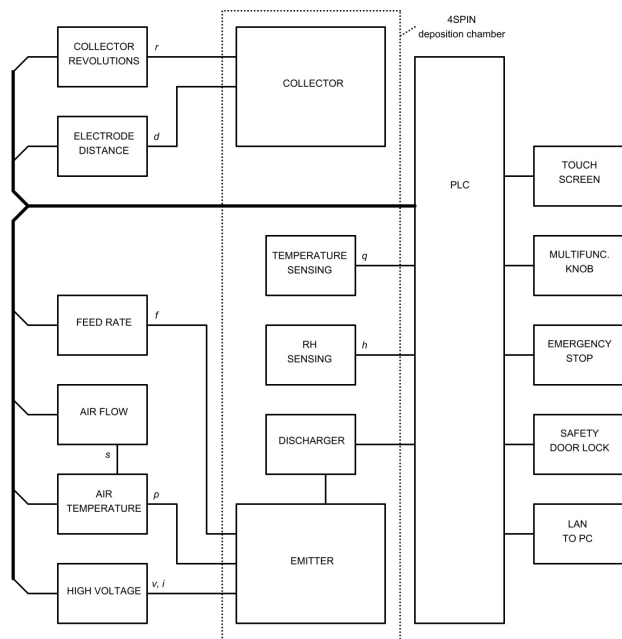 4SPIN
deposition chamber
COLLECTOR
REVOLUTIONS
r
COLLECTOR
ELECTRODE
DISTANCE
d
PLC
TOUCH
SCREEN
TEMPERATURE
SENSING
q
MULTIFUNC.
KNOB
FEED RATE
f
RH
SENSING
h
EMERGENCY
STOP
AIR FLOW
s
DISCHARGER
SAFETY
DOOR LOCK
AIR
TEMPERATURE
p
EMITTER
LAN
TO PC
HIGH VOLTAGE
v, i